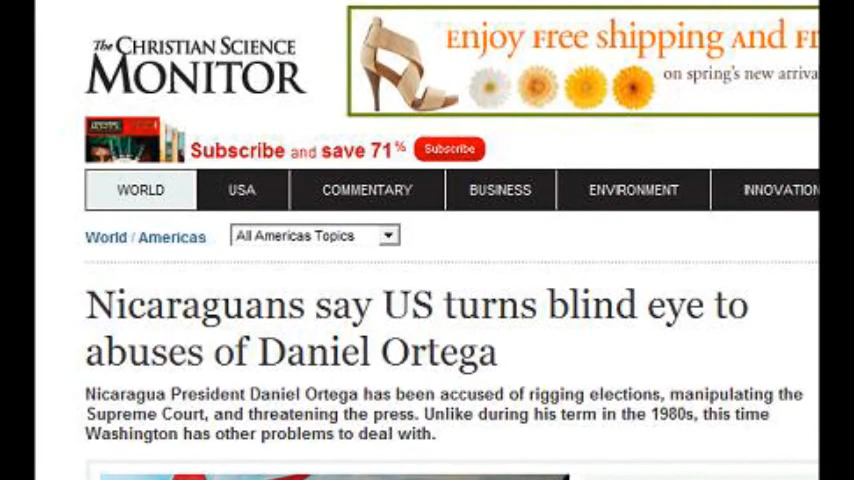 The CHRISTIAN SCIENCE
MONITOR
Enjoy Free shipping and Fr
on spring's new arriva
Subscribe and save 71%
Subscribe
WORLD
USA
COMMENTARY
BUSINESS
ENVIRONMENT
INNOVATION
World / Americas
All Americas Topics
Nicaraguans say US turns blind eye to
abuses of Daniel Ortega
Nicaragua President Daniel Ortega has been accused of rigging elections, manipulating the
Supreme Court, and threatening the press. Unlike during his term in the 1980s, this time
Washington has other problems to deal with.